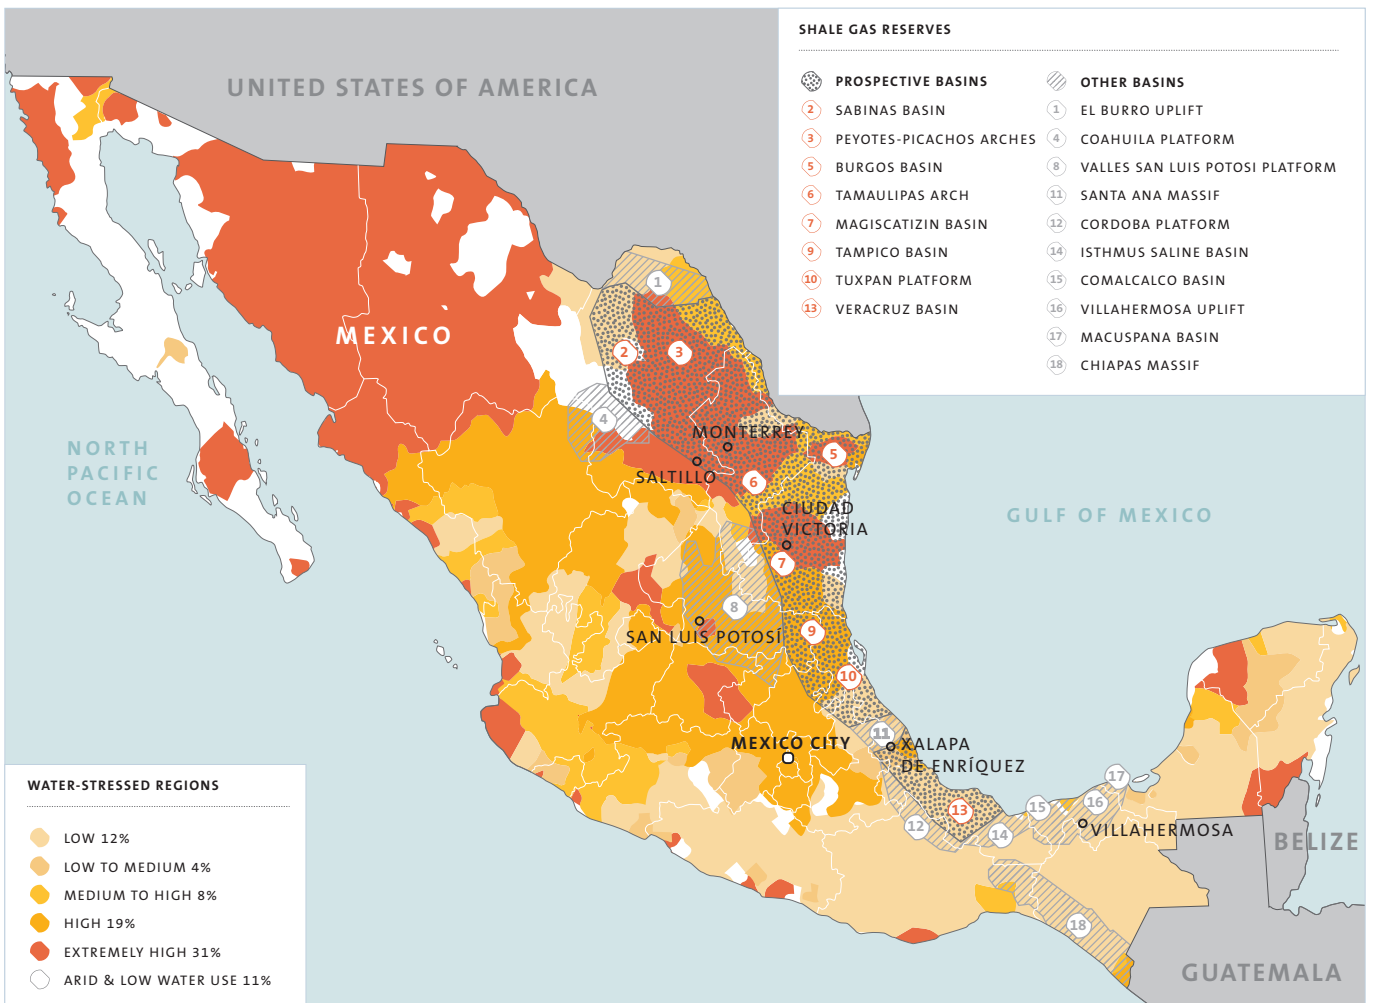 SHALE GAS RESERVES
PROSPECTIVE BASINS
2 SABINAS BASIN
3 PEYOTES-PICACHOS ARCHES
5 BURGOS BASIN
6 TAMAULIPAS ARCH
7 MAGISCATIZIN BASIN
9 TAMPICO BASIN
10 TUXPAN PLATFORM
13 VERACRUZ BASIN
OTHER BASINS
1 EL BURRO UPLIFT
4 COAHUILA PLATFORM
8 VALLES SAN LUIS POTOSI PLATFORM
11 SANTA ANA MASSIF
12 CORDOBA PLATFORM
14 ISTHMUS SALINE BASIN
15 COMALCALCO BASIN
16 VILLAHERMOSA UPLIFT
17 MACUSPANA BASIN
18 CHIAPAS MASSIF
UNITED STATES OF AMERICA
1
MEXICO
2
3
4
MONTERREY
5
NORTH
PACIFIC
OCEAN
SALTILLO
6
CIUDAD
VICTORIA
GULF OF MEXICO
7
8
SAN LUIS POTOSÍ
9
10
11
MEXICO CITY
XALAPA
DE ENRÍQUEZ
17
16
15
13
12
14
VILLAHERMOSA
BELIZE
18
GUATEMALA
WATER-STRESSED REGIONS
LOW 12%
LOW TO MEDIUM 4%
MEDIUM TO HIGH 8%
HIGH 19%
EXTREMELY HIGH 31%
ARID & LOW WATER USE 11%